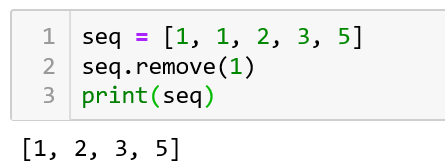 1 seq = [1, 1, 2, 3, 5]
2 seq.remove(1)
3 print(seq)
[1, 2, 3, 5]